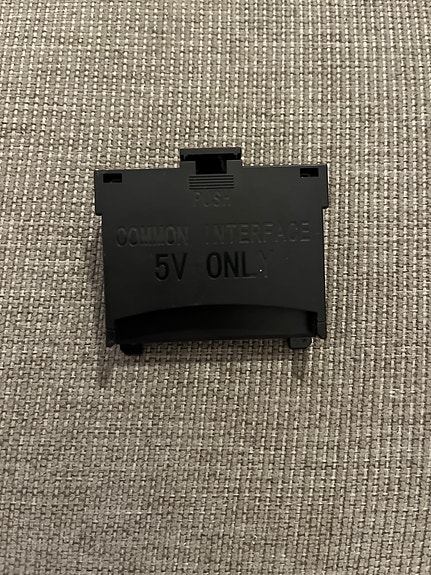 PUSH
COMMON INTERFACE
5V ONLY